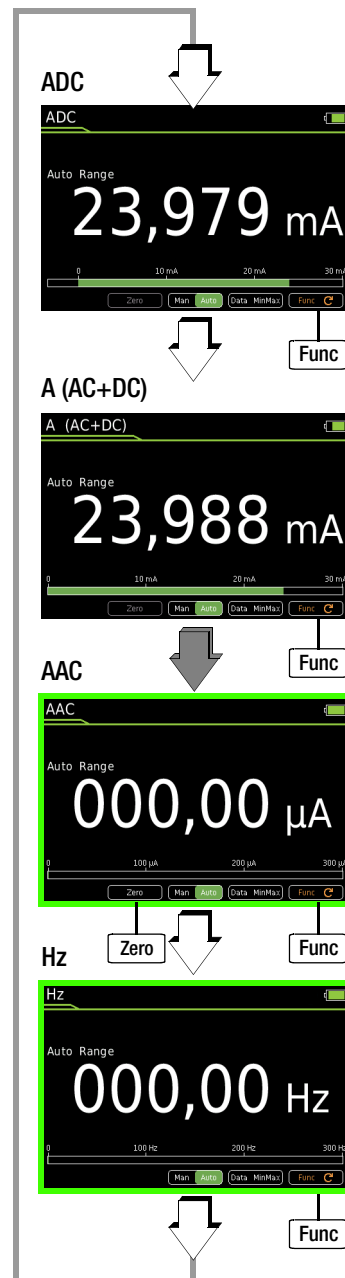 ADC
ADC
Auto Range
23,979 mA
0 10 mA 20 mA 30 mA
Zero Man Auto Data MinMax Func
Func
A (AC+DC)
A (AC+DC)
Auto Range
23,988 mA
0 10 mA 20 mA 30 mA
Zero Man Auto Data MinMax Func
Func
AAC
AAC
Auto Range
000,00 µA
0 100 µA 200 µA 300 µA
Zero Man Auto Data MinMax Func
Zero Func
Hz
Hz
Auto Range
000,00 Hz
0 100 Hz 200 Hz 300 Hz
Man Auto Data MinMax Func
Func